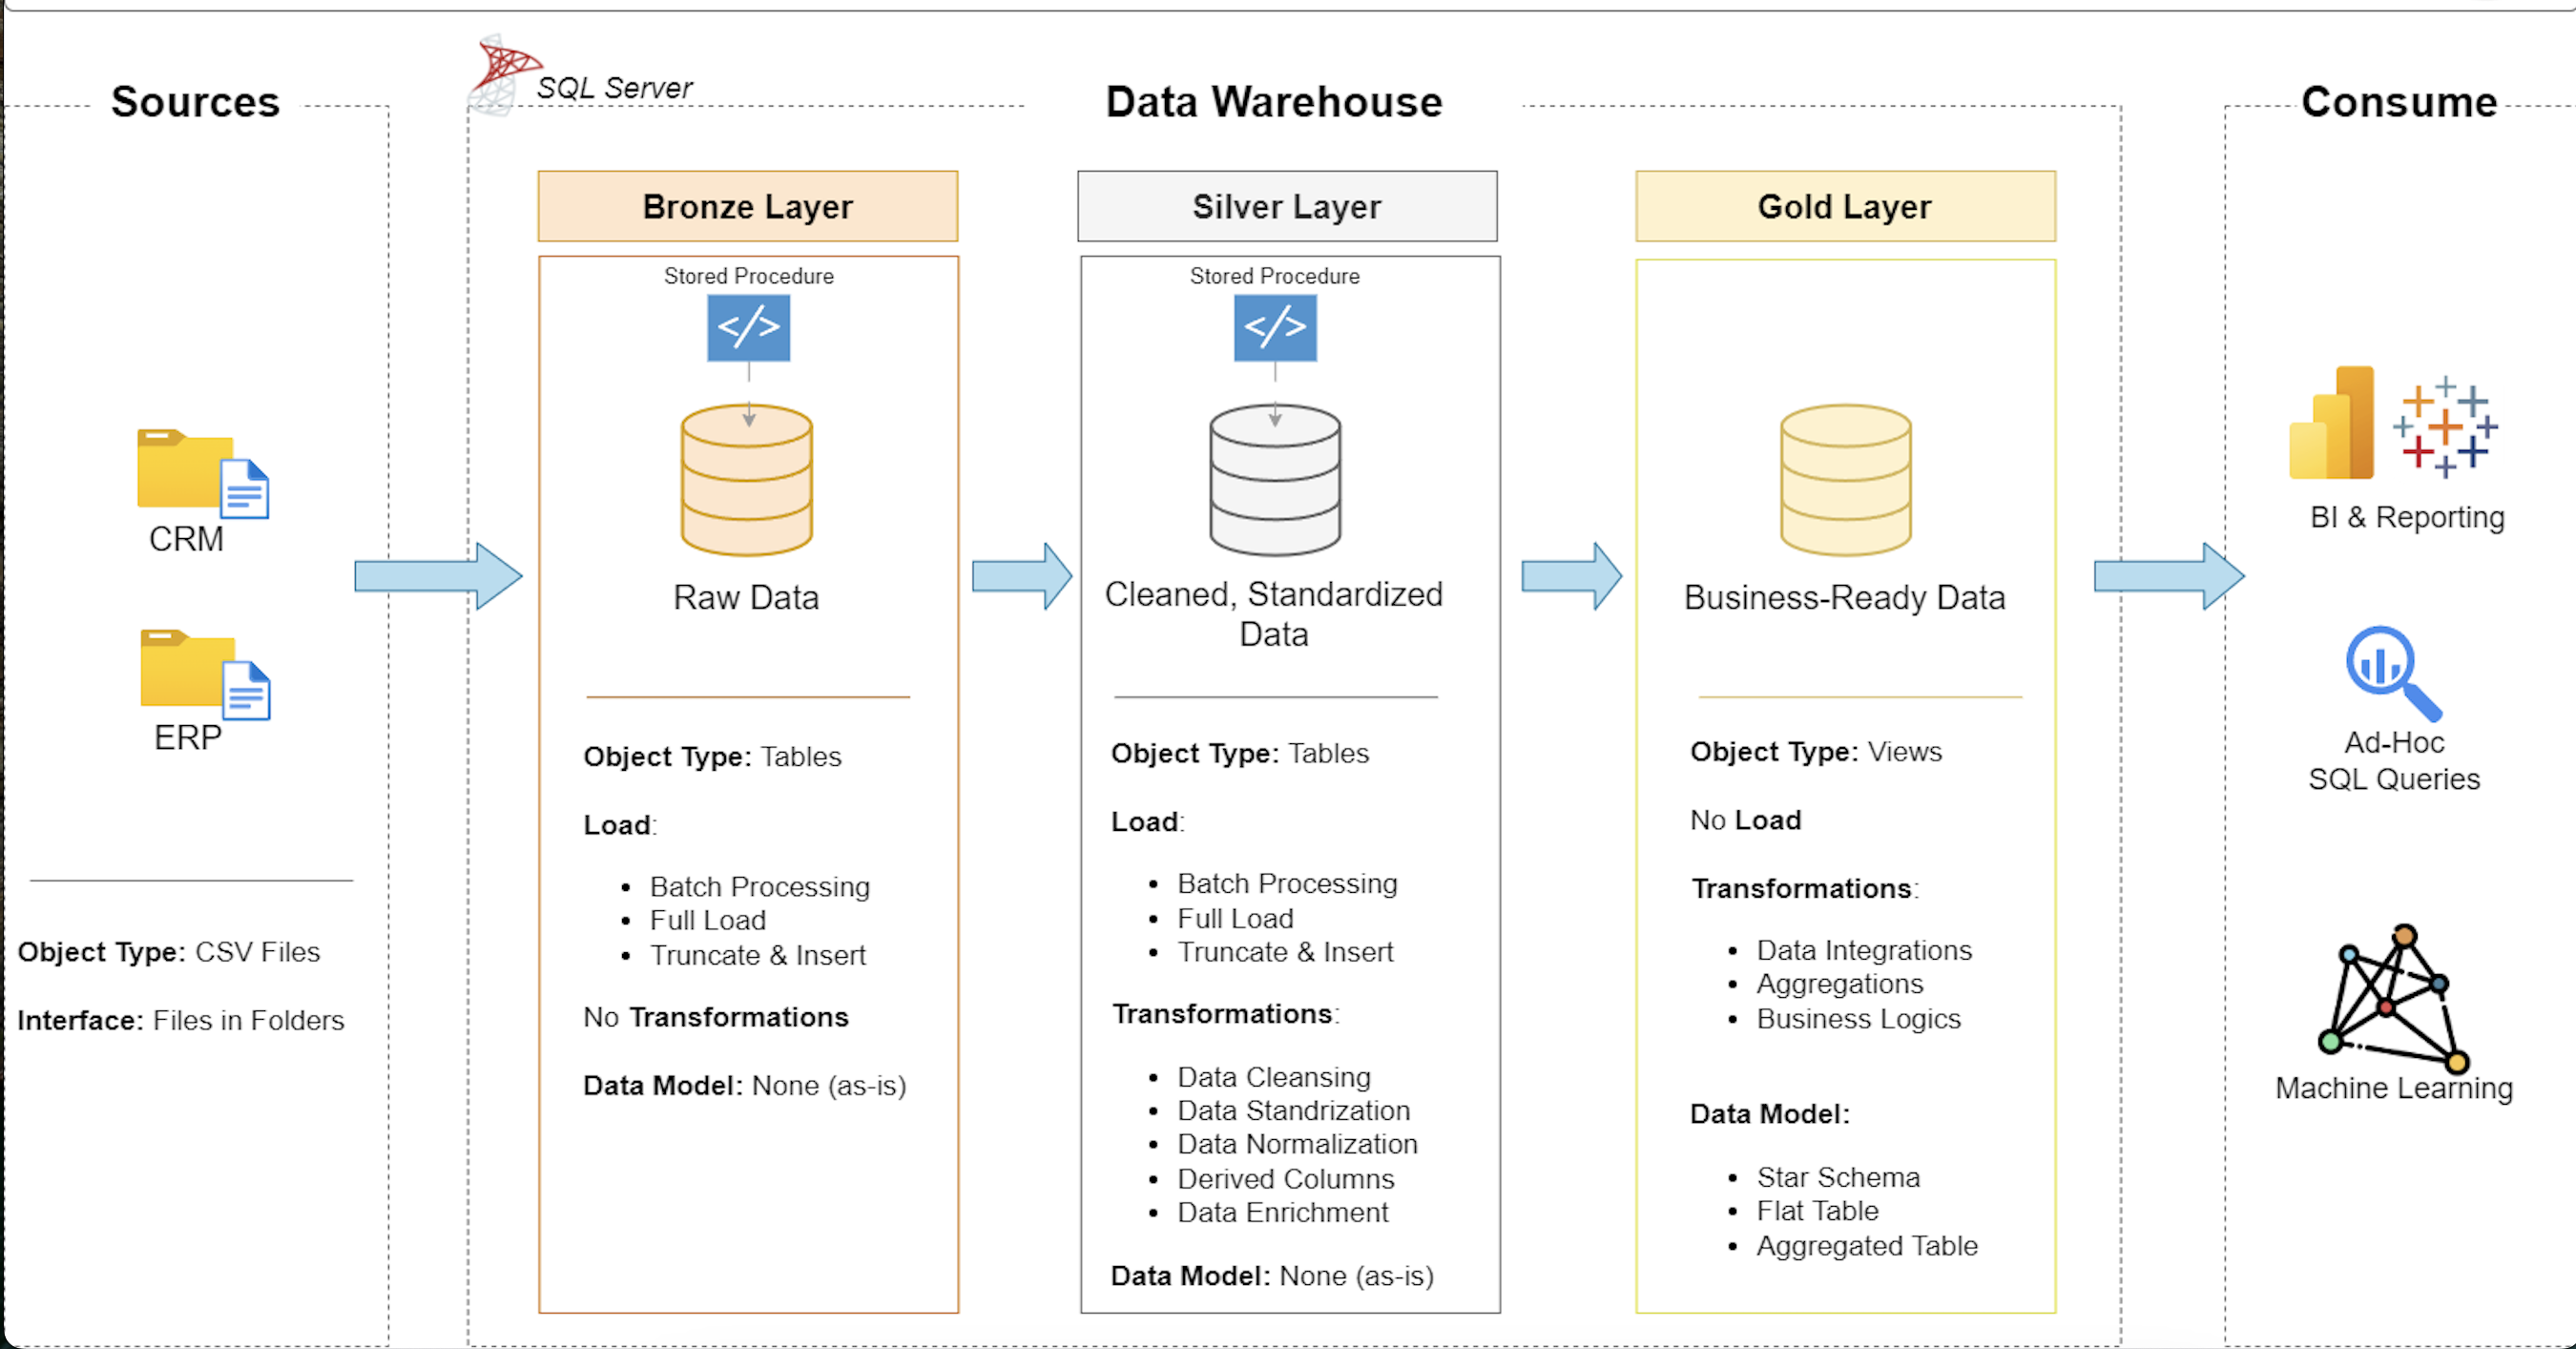 Sources
CRM
ERP
Object Type: CSV Files
Interface: Files in Folders
SQL Server
Data Warehouse
Bronze Layer
Stored Procedure
</>
Raw Data
Object Type: Tables
Load:
• Batch Processing
• Full Load
• Truncate & Insert
No Transformations
Data Model: None (as-is)
Silver Layer
Stored Procedure
</>
Cleaned, Standardized
Data
Object Type: Tables
Load:
• Batch Processing
• Full Load
• Truncate & Insert
Transformations:
• Data Cleansing
• Data Standrization
• Data Normalization
• Derived Columns
• Data Enrichment
Data Model: None (as-is)
Gold Layer
Business-Ready Data
Object Type: Views
No Load
Transformations:
• Data Integrations
• Aggregations
• Business Logics
Data Model:
• Star Schema
• Flat Table
• Aggregated Table
Consume
BI & Reporting
Ad-Hoc
SQL Queries
Machine Learning